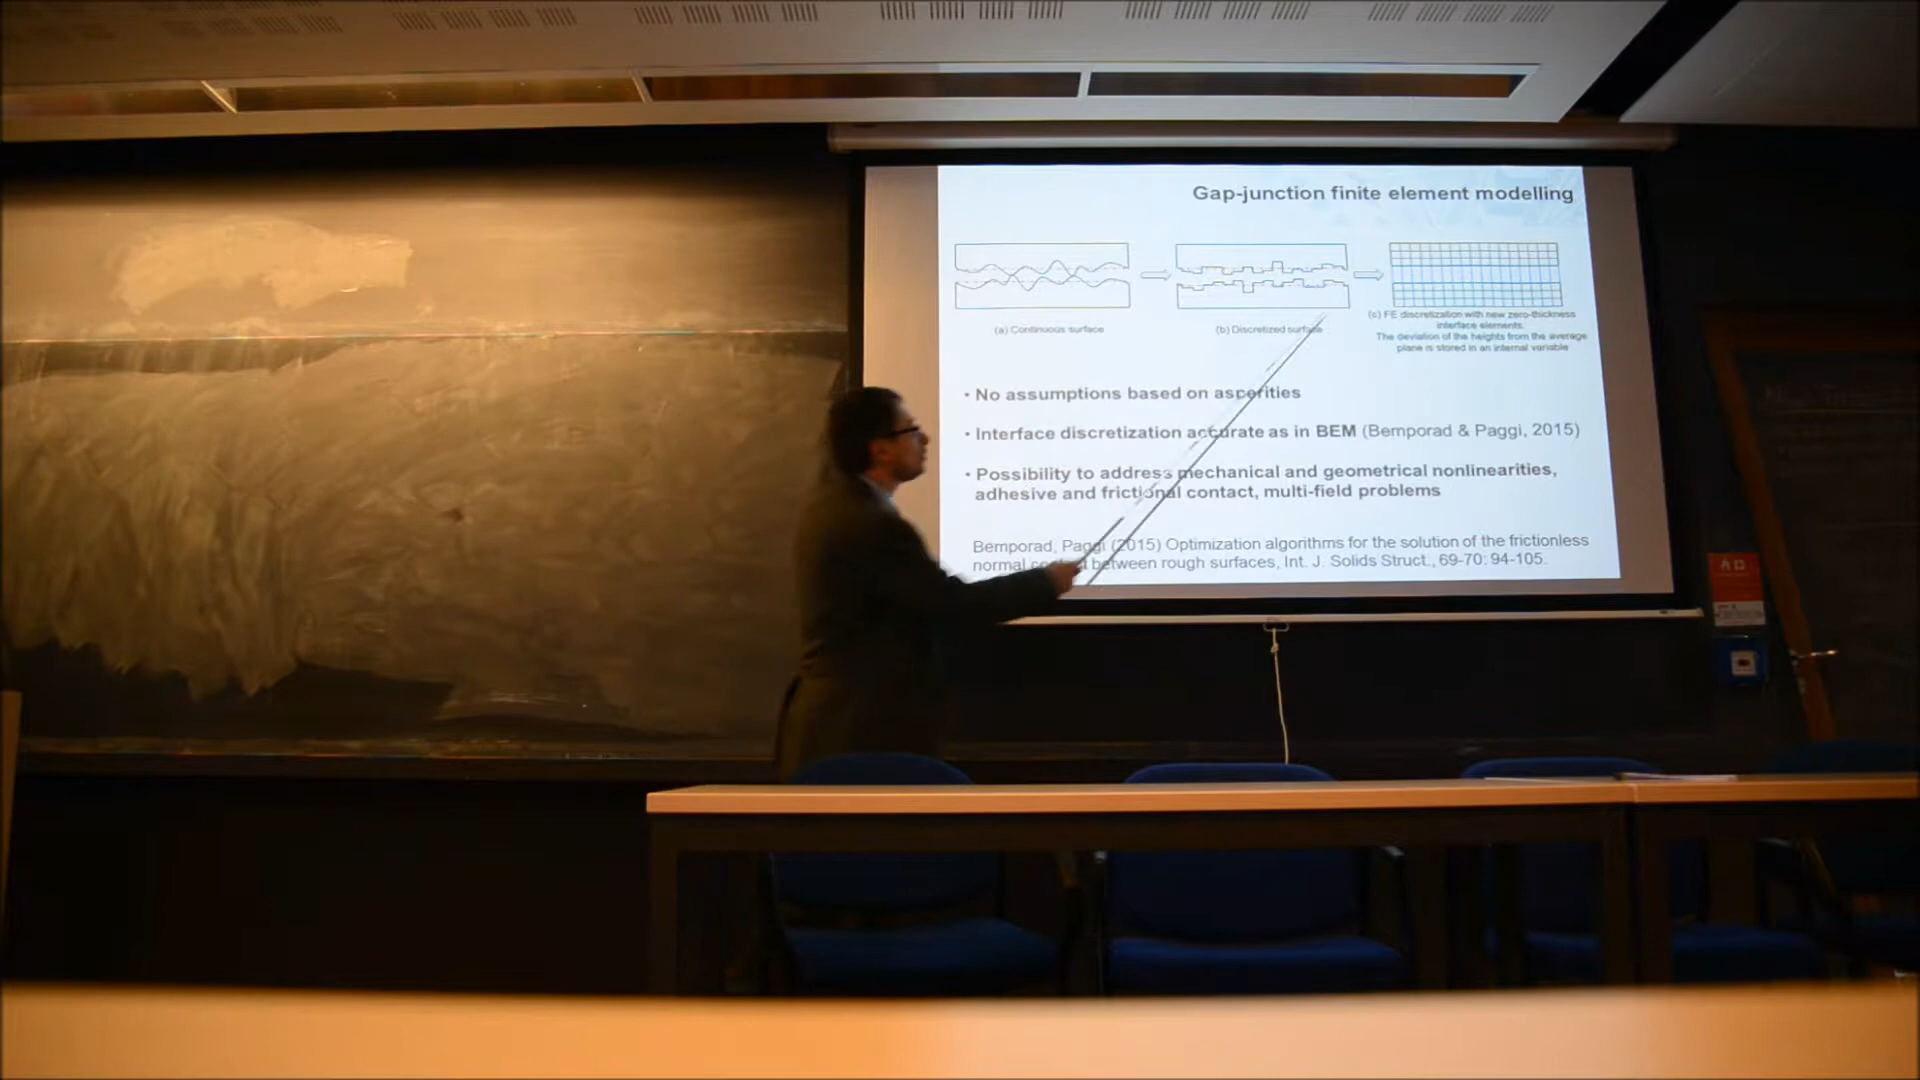 Gap-junction finite element modelling
(a) Continuous surface
(b) Discretized surface
(c) FE discretization with new zero-thickness
interface elements.
The deviation of the heights from the average
plane is stored in an internal variable
• No assumptions based on asperities
• Interface discretization accurate as in BEM (Bemporad & Paggi, 2015)
• Possibility to address mechanical and geometrical nonlinearities,
adhesive and frictional contact, multi-field problems
Bemporad, Paggi (2015) Optimization algorithms for the solution of the frictionless
normal contact between rough surfaces, Int. J. Solids Struct., 69-70: 94-105.